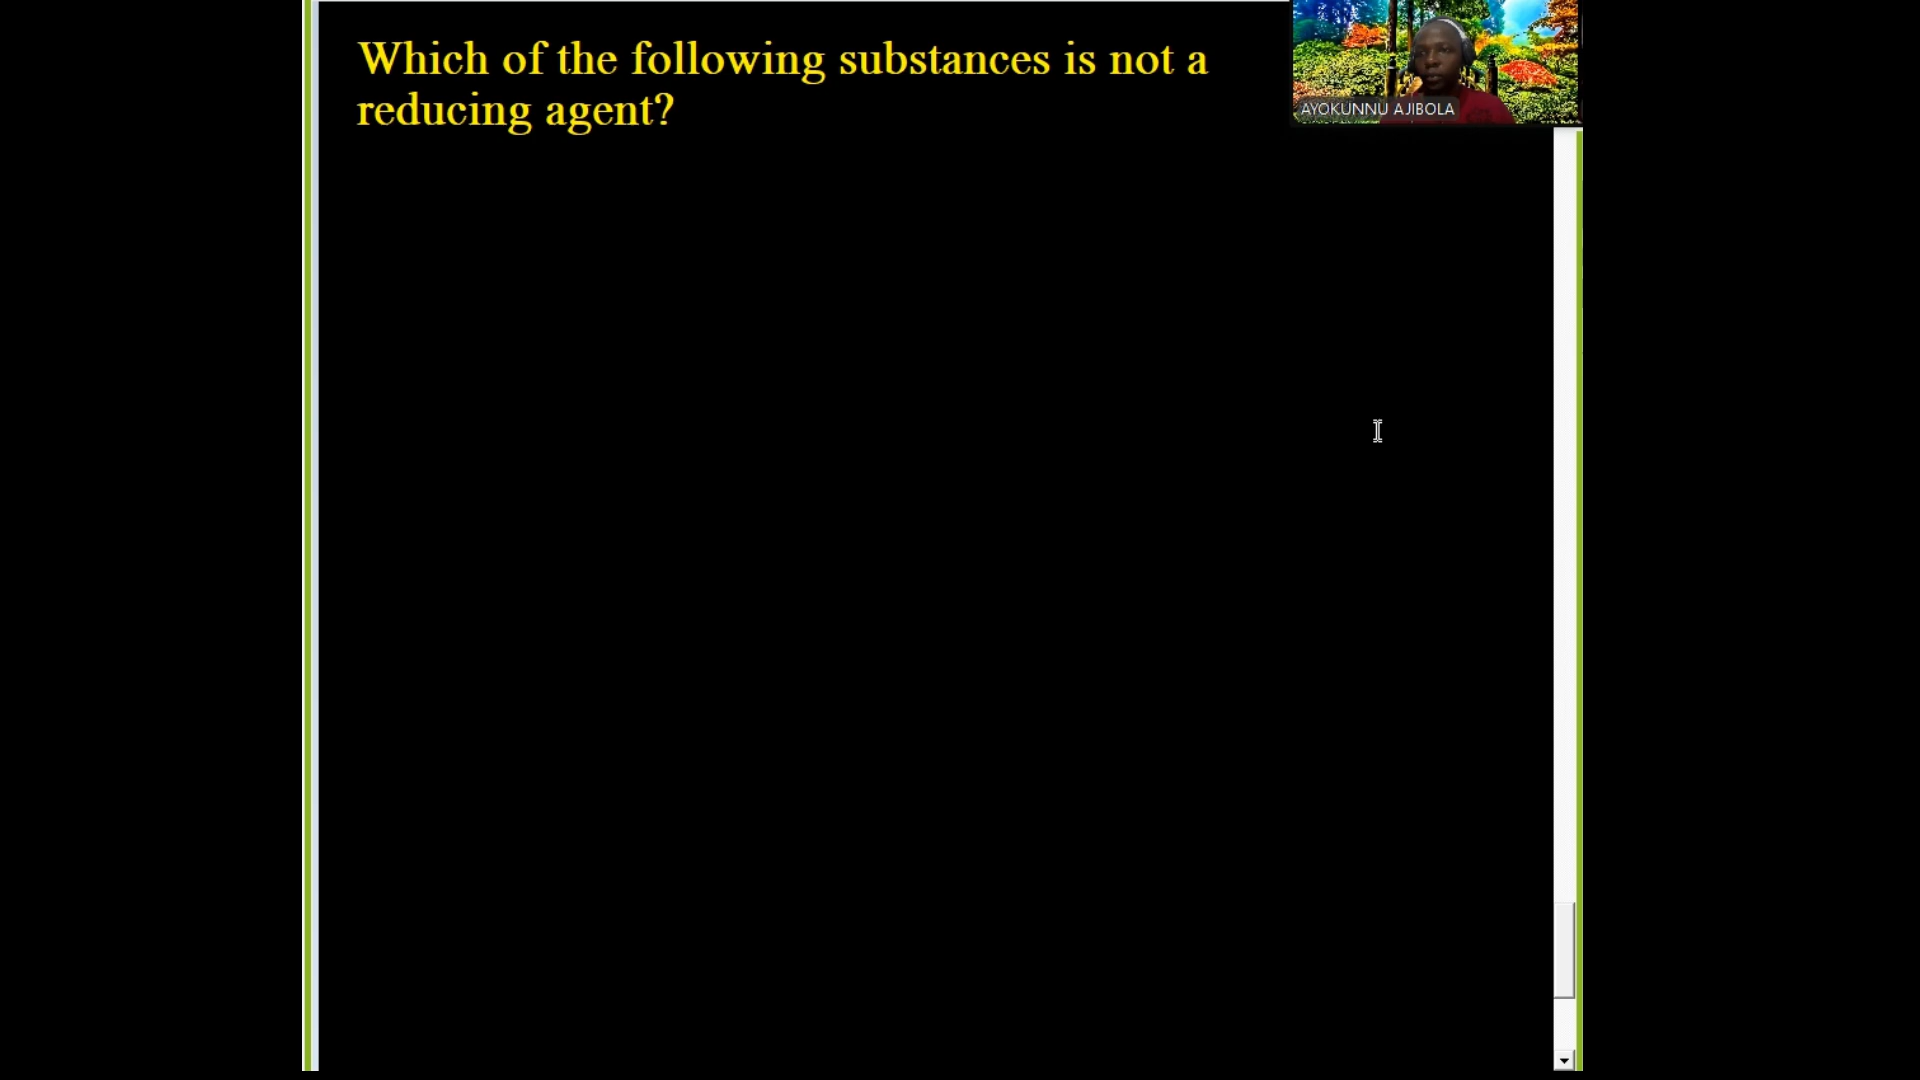 Which of the following substances is not a
reducing agent?
AYOKUNNU AJIBOLA